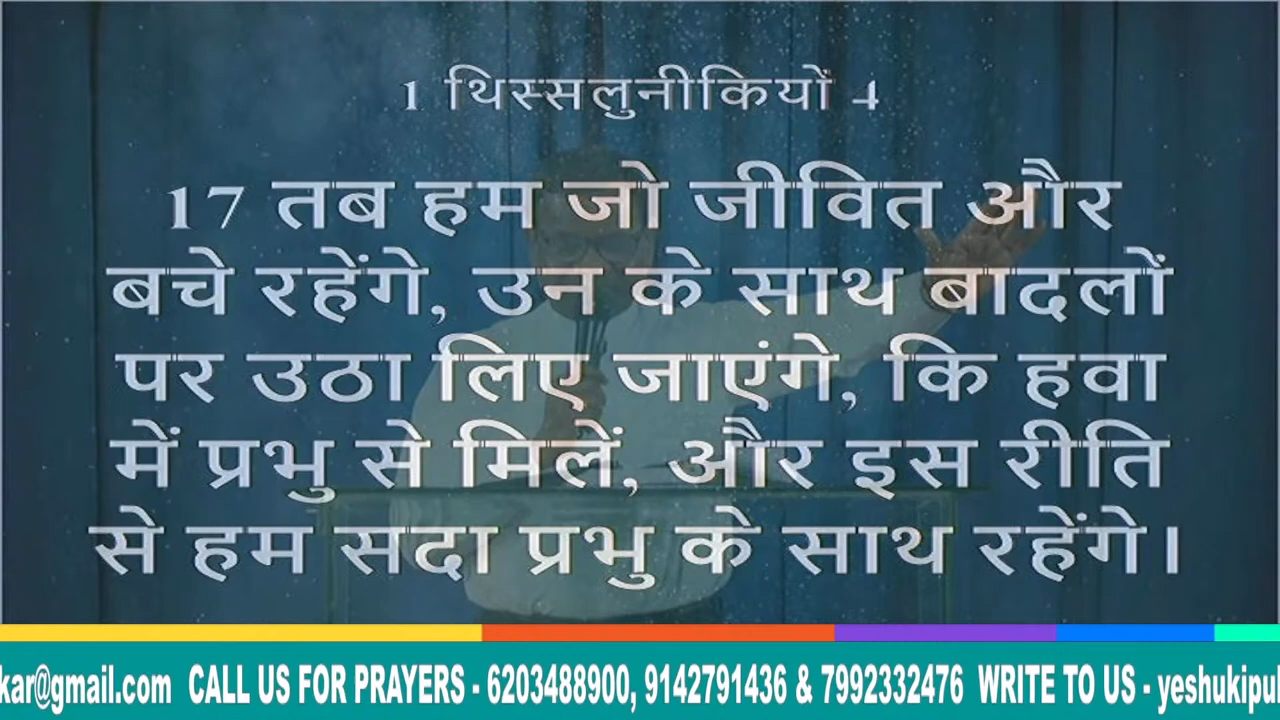 1 थिस्सलुनीकियों 4
17 तब हम जो जीवित और
बचे रहेंगे, उन के साथ बादलों
पर उठा लिए जाएंगे, कि हवा
में प्रभु से मिलें, और इस रीति
से हम सदा प्रभु के साथ रहेंगे।
kar@gmail.com CALL US FOR PRAYERS - 6203488900, 9142791436 & 7992332476 WRITE TO US - yeshukipu